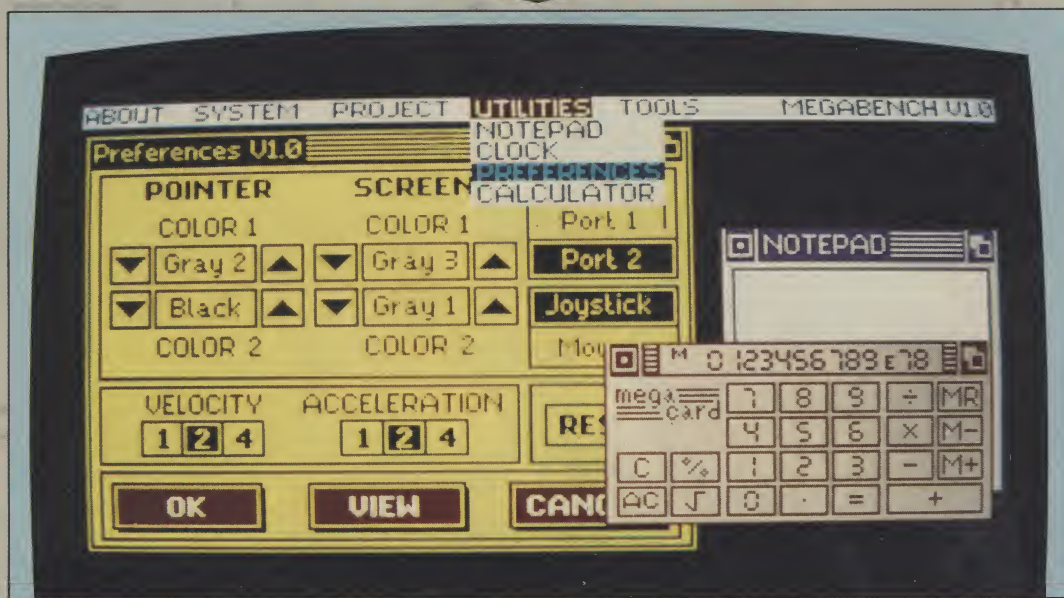 ABOUT SYSTEM PROJECT UTILITIES TOOLS MEGABENCH V1.0
NOTEPAD
CLOCK
PREFERENCES
CALCULATOR
Preferences V1.0
POINTER SCREEN
COLOR 1 COLOR 1 Port 1
Gray 2 Gray 3 Port 2
Black Gray 1 Joystick
COLOR 2 COLOR 2
VELOCITY ACCELERATION
1 2 4 1 2 4
OK VIEW
NOTEPAD
M 0123456789 E78
mega card
7 8 9 ÷ MR
4 5 6 × M-
C % 1 2 3 - M+
AC √ 0 . = +